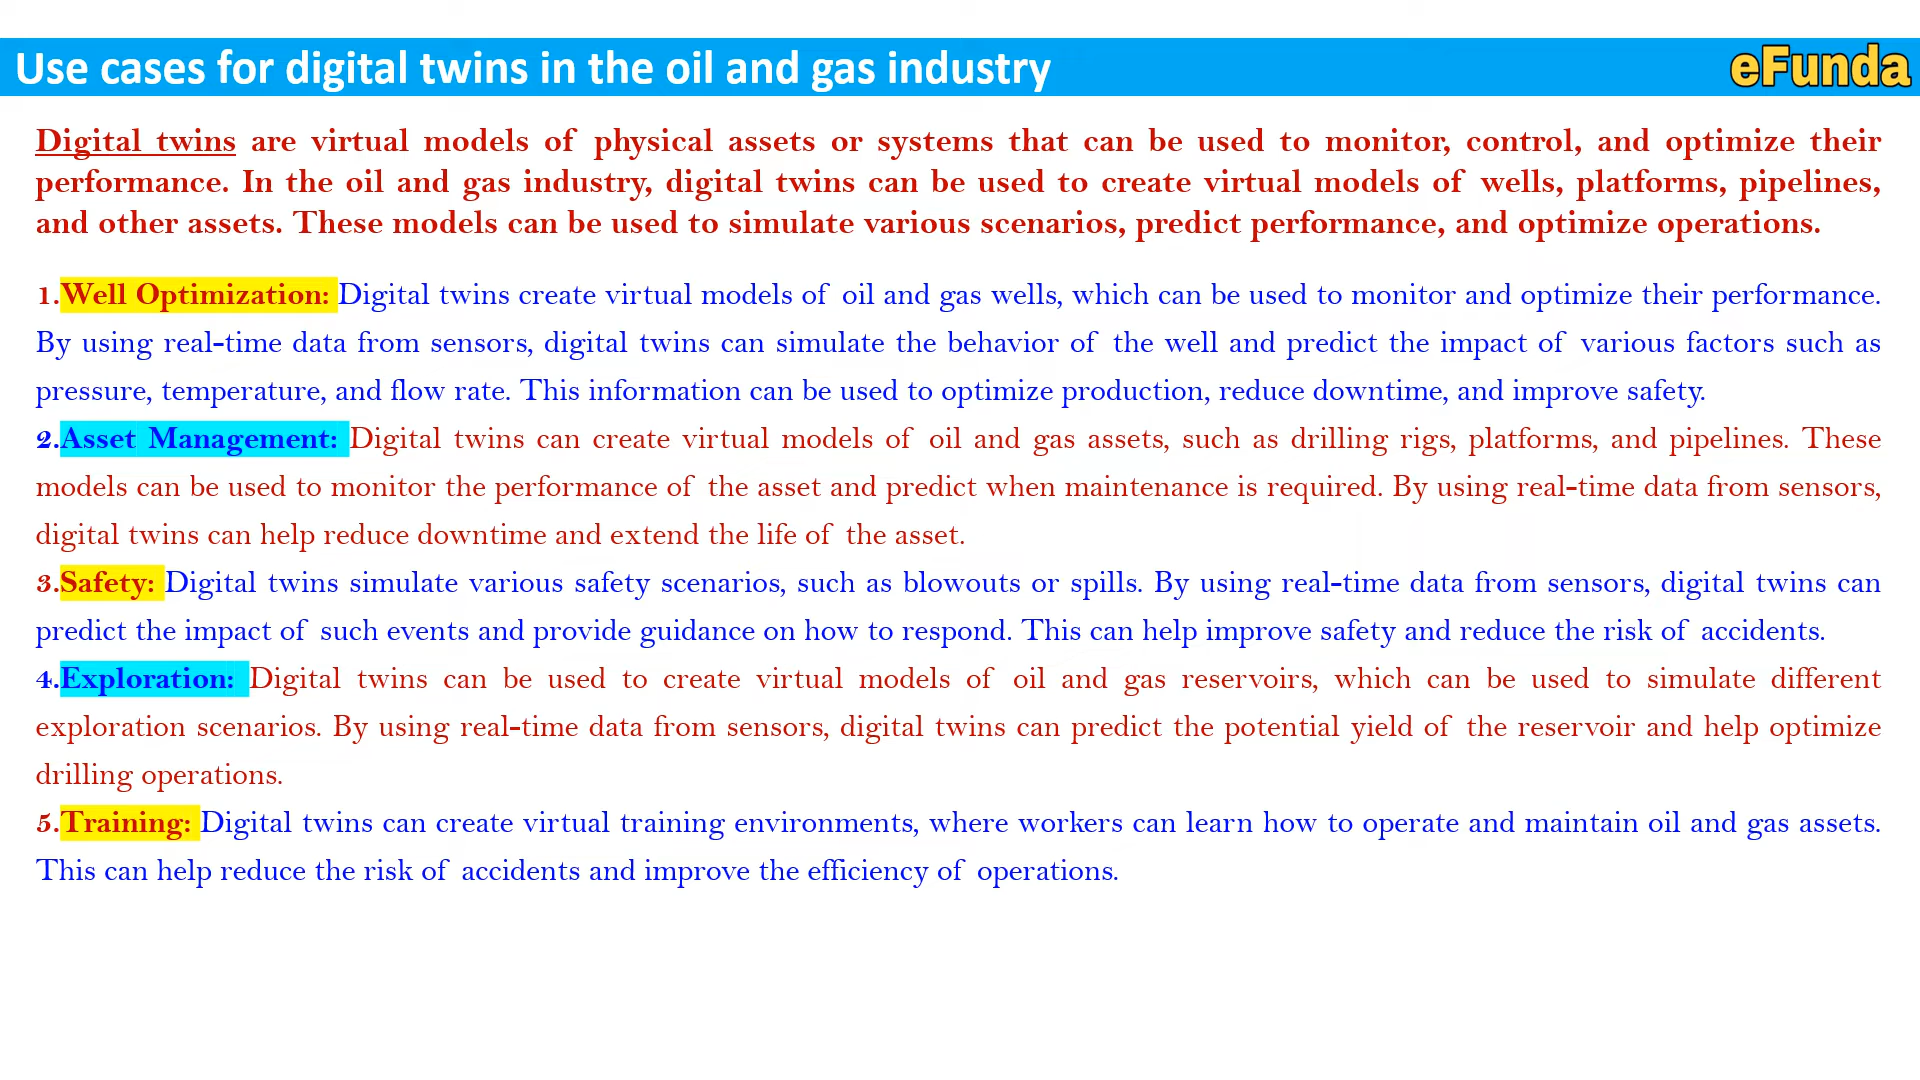 Use cases for digital twins in the oil and gas industry
eFunda
Digital twins are virtual models of physical assets or systems that can be used to monitor, control, and optimize their
performance. In the oil and gas industry, digital twins can be used to create virtual models of wells, platforms, pipelines,
and other assets. These models can be used to simulate various scenarios, predict performance, and optimize operations.
1.Well Optimization: Digital twins create virtual models of oil and gas wells, which can be used to monitor and optimize their performance.
By using real-time data from sensors, digital twins can simulate the behavior of the well and predict the impact of various factors such as
pressure, temperature, and flow rate. This information can be used to optimize production, reduce downtime, and improve safety.
2.Asset Management: Digital twins can create virtual models of oil and gas assets, such as drilling rigs, platforms, and pipelines. These
models can be used to monitor the performance of the asset and predict when maintenance is required. By using real-time data from sensors,
digital twins can help reduce downtime and extend the life of the asset.
3.Safety: Digital twins simulate various safety scenarios, such as blowouts or spills. By using real-time data from sensors, digital twins can
predict the impact of such events and provide guidance on how to respond. This can help improve safety and reduce the risk of accidents.
4.Exploration: Digital twins can be used to create virtual models of oil and gas reservoirs, which can be used to simulate different
exploration scenarios. By using real-time data from sensors, digital twins can predict the potential yield of the reservoir and help optimize
drilling operations.
5.Training: Digital twins can create virtual training environments, where workers can learn how to operate and maintain oil and gas assets.
This can help reduce the risk of accidents and improve the efficiency of operations.